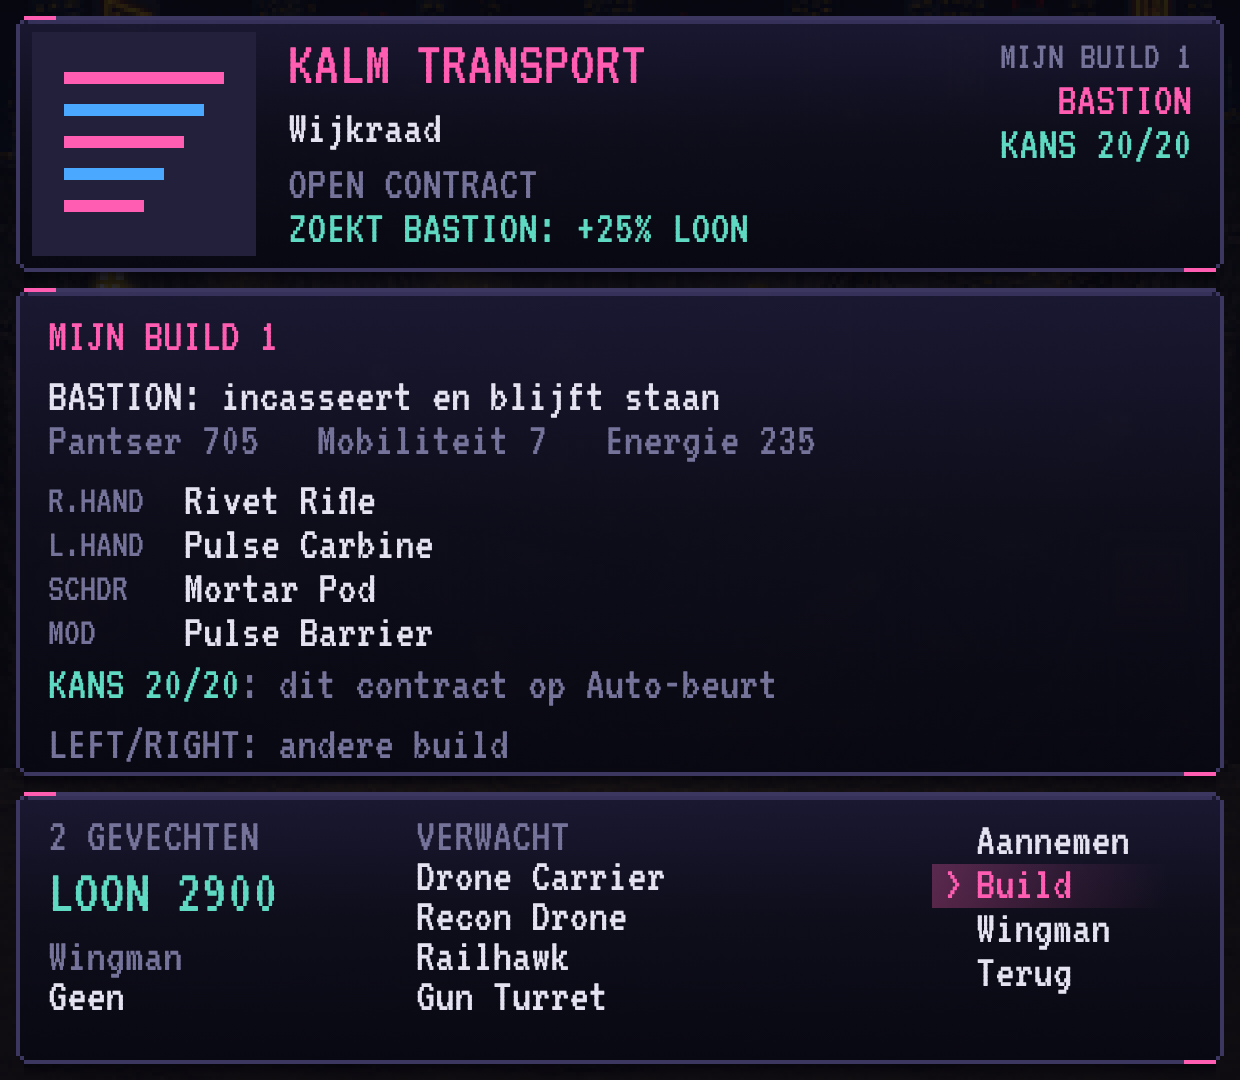 KALM TRANSPORT
Wijkraad
OPEN CONTRACT
ZOEKT BASTION: +25% LOON
MIJN BUILD 1
BASTION
KANS 20/20
MIJN BUILD 1
BASTION: incasseert en blijft staan
Pantser 705 Mobiliteit 7 Energie 235
R.HAND Rivet Rifle
L.HAND Pulse Carbine
SCHDR Mortar Pod
MOD Pulse Barrier
KANS 20/20: dit contract op Auto-beurt
LEFT/RIGHT: andere build
2 GEVECHTEN
LOON 2900
Wingman
Geen
VERWACHT
Drone Carrier
Recon Drone
Railhawk
Gun Turret
Aannemen
> Build
Wingman
Terug